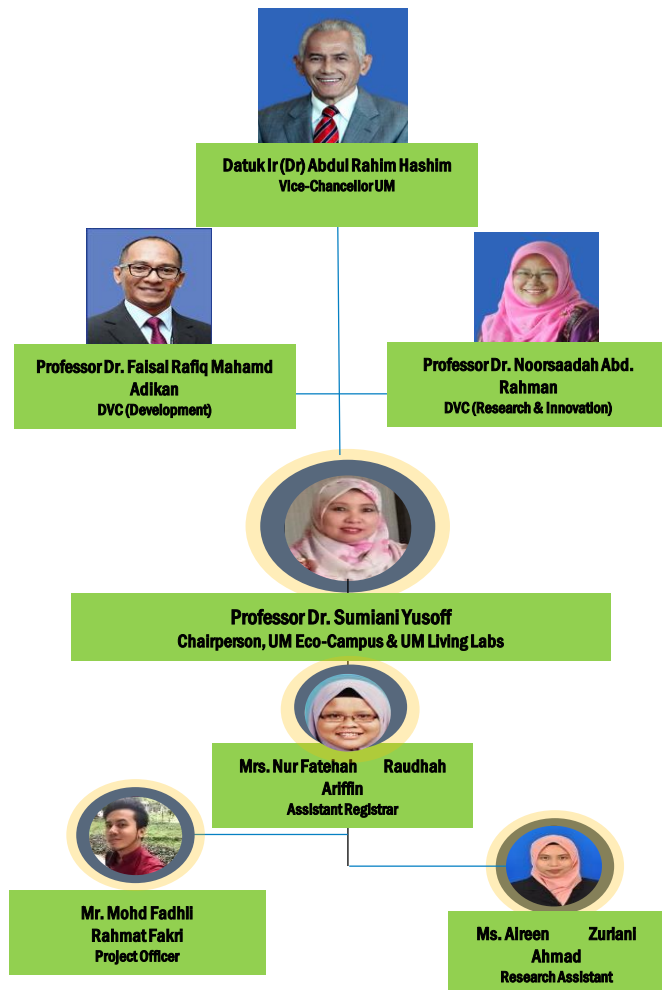 Datuk Ir (Dr) Abdul Rahim Hashim
Vice-Chancellor UM
Professor Dr. Faisal Rafiq Mahamd
Adikan
DVC (Development)
Professor Dr. Noorsaadah Abd.
Rahman
DVC (Research & Innovation)
Professor Dr. Sumiani Yusoff
Chairperson, UM Eco-Campus & UM Living Labs
Mrs. Nur Fatehah Raudhah
Ariffin
Assistant Registrar
Mr. Mohd Fadhli
Rahmat Fakri
Project Officer
Ms. Aireen Zuriani
Ahmad
Research Assistant